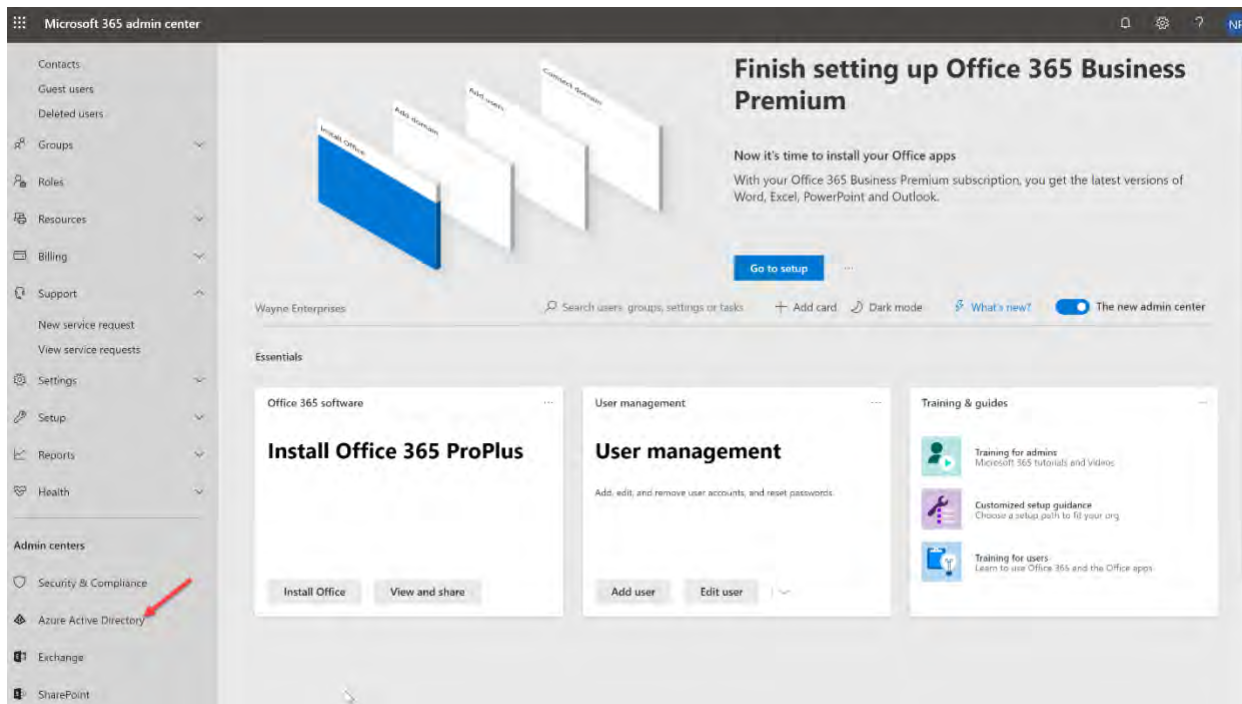 Microsoft 365 admin center
NP
Contacts
Guest users
Deleted users
Groups
Roles
Resources
Billing
Support
New service request
View service requests
Settings
Setup
Reports
Health
Admin centers
Security & Compliance
Azure Active Directory
Exchange
SharePoint
Install Office
Add domain
Add users
Connect domain
Finish setting up Office 365 Business
Premium
Now it's time to install your Office apps
With your Office 365 Business Premium subscription, you get the latest versions of
Word, Excel, PowerPoint and Outlook.
Go to setup
Wayne Enterprises
Search users, groups, settings or tasks
Add card
Dark mode
What's new?
The new admin center
Essentials
Office 365 software
Install Office 365 ProPlus
Install Office
View and share
User management
User management
Add, edit, and remove user accounts, and reset passwords.
Add user
Edit user
Training & guides
Training for admins
Microsoft 365 tutorials and Videos
Customized setup guidance
Choose a setup path to fit your org
Training for users
Learn to use Office 365 and the Office apps